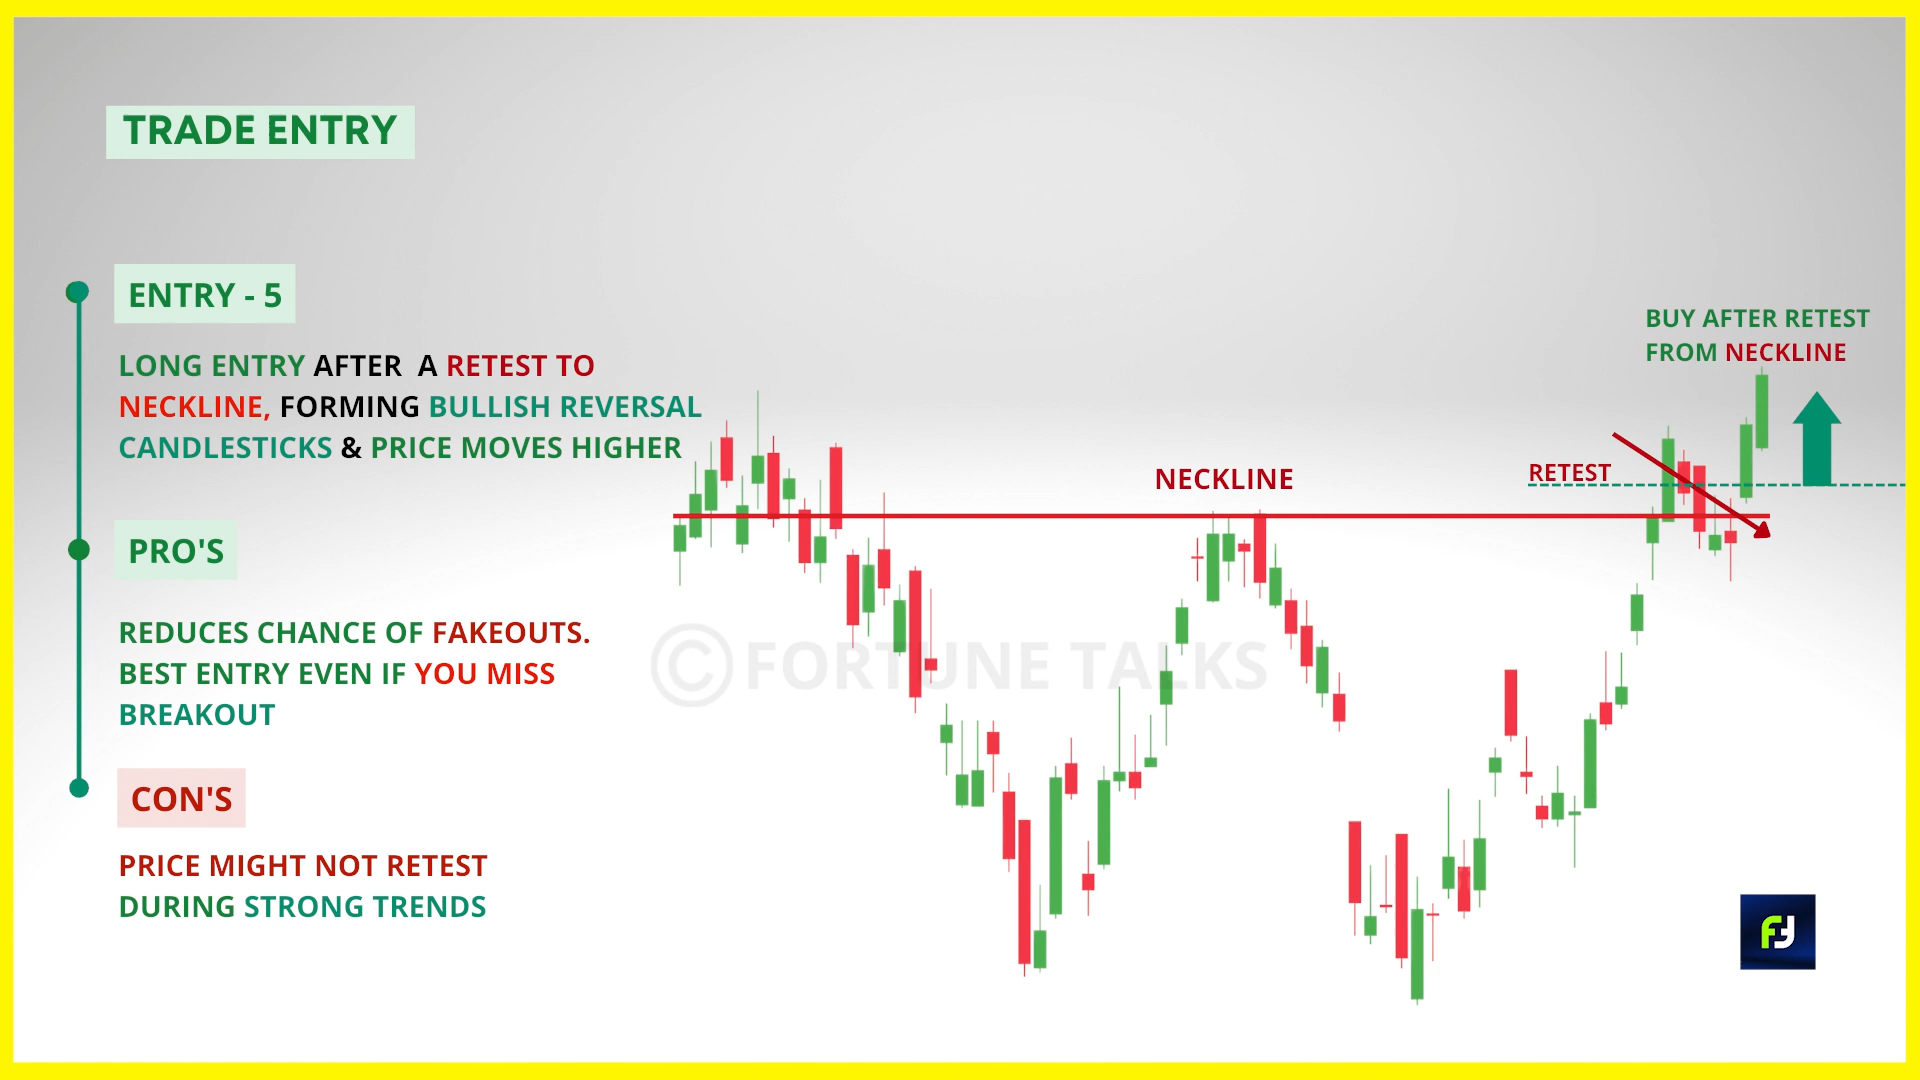 TRADE ENTRY
ENTRY - 5
LONG ENTRY AFTER A RETEST TO
NECKLINE, FORMING BULLISH REVERSAL
CANDLESTICKS & PRICE MOVES HIGHER
PRO'S
REDUCES CHANCE OF FAKEOUTS.
BEST ENTRY EVEN IF YOU MISS
BREAKOUT
CON'S
PRICE MIGHT NOT RETEST
DURING STRONG TRENDS
BUY AFTER RETEST
FROM NECKLINE
RETEST
NECKLINE
© FORTUNE TALKS